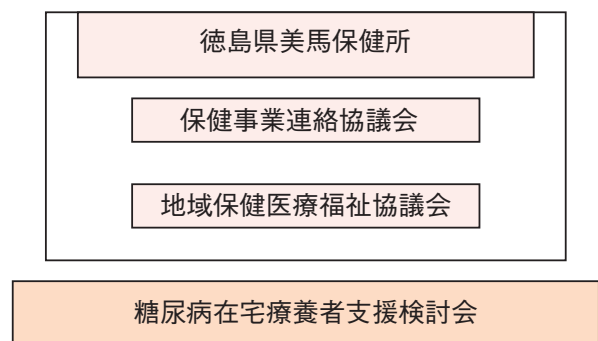 徳島県美馬保健所
保健事業連絡協議会
地域保健医療福祉協議会
糖尿病在宅療養者支援検討会